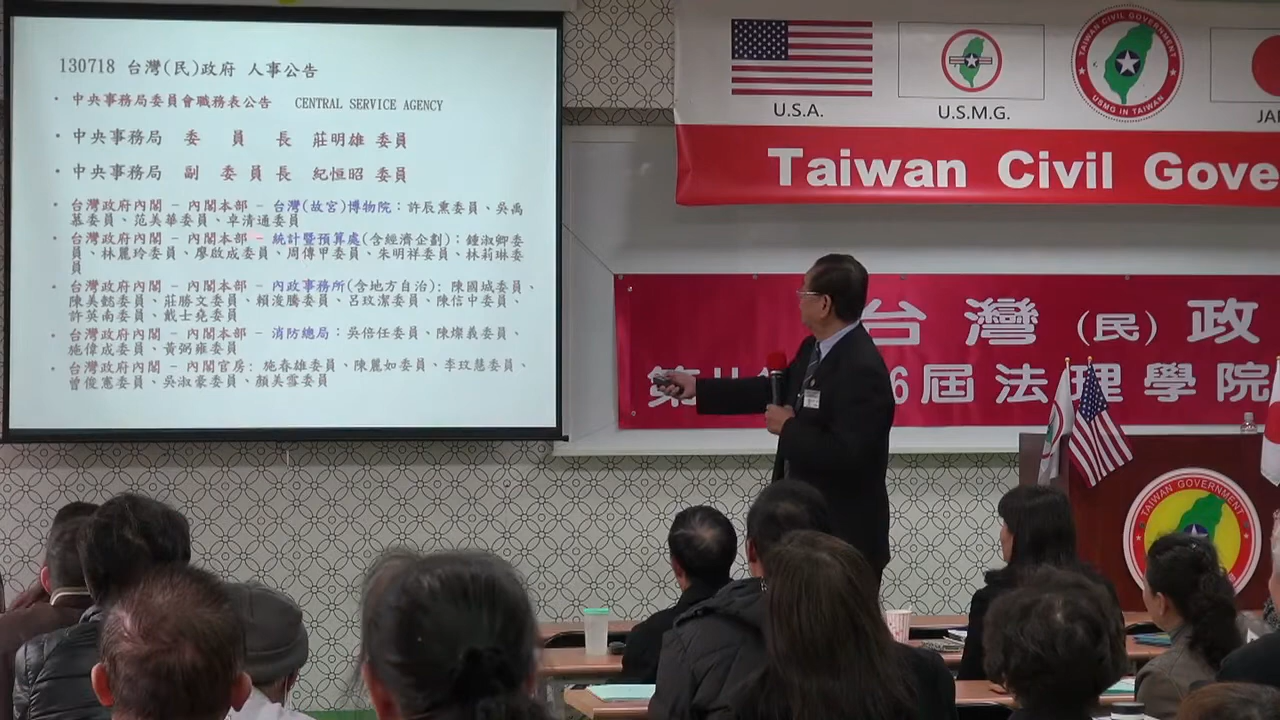 130718 台灣(民)政府 人事公告
• 中央事務局委員會職務表公告 CENTRAL SERVICE AGENCY
• 中央事務局 委 員 長 莊明雄 委員
• 中央事務局 副 委 員 長 紀恒昭 委員
• 台灣政府內閣 – 內閣本部 – 台灣(故宮)博物院：許辰熏委員、吳禹
慕委員、范美華委員、卓清通委員
• 台灣政府內閣 – 內閣本部 – 統計暨預算處(含經濟企劃)：鍾淑卿委
員、林麗玲委員、廖啟成委員、周傳甲委員、朱明祥委員、林莉琳委
員
• 台灣政府內閣 – 內閣本部 – 內政事務所(含地方自治)：陳國城委員、
陳美懿委員、莊勝文委員、賴浚騰委員、呂玟潔委員、陳信中委員、
許英南委員、戴士堯委員
• 台灣政府內閣 – 內閣本部 – 消防總局：吳倍任委員、陳燦義委員、
施偉成委員、黃弼雍委員
• 台灣政府內閣 – 內閣官房：施春雄委員、陳麗如委員、李玟慧委員、
曾俊憲委員、吳淑豪委員、顏美雪委員
U.S.A.
U.S.M.G.
TAIWAN CIVIL GOVERNMENT
USMG IN TAIWAN
JA
Taiwan Civil Gove
台灣(民)政
第 6屆法理學院
TAIWAN GOVERNMENT